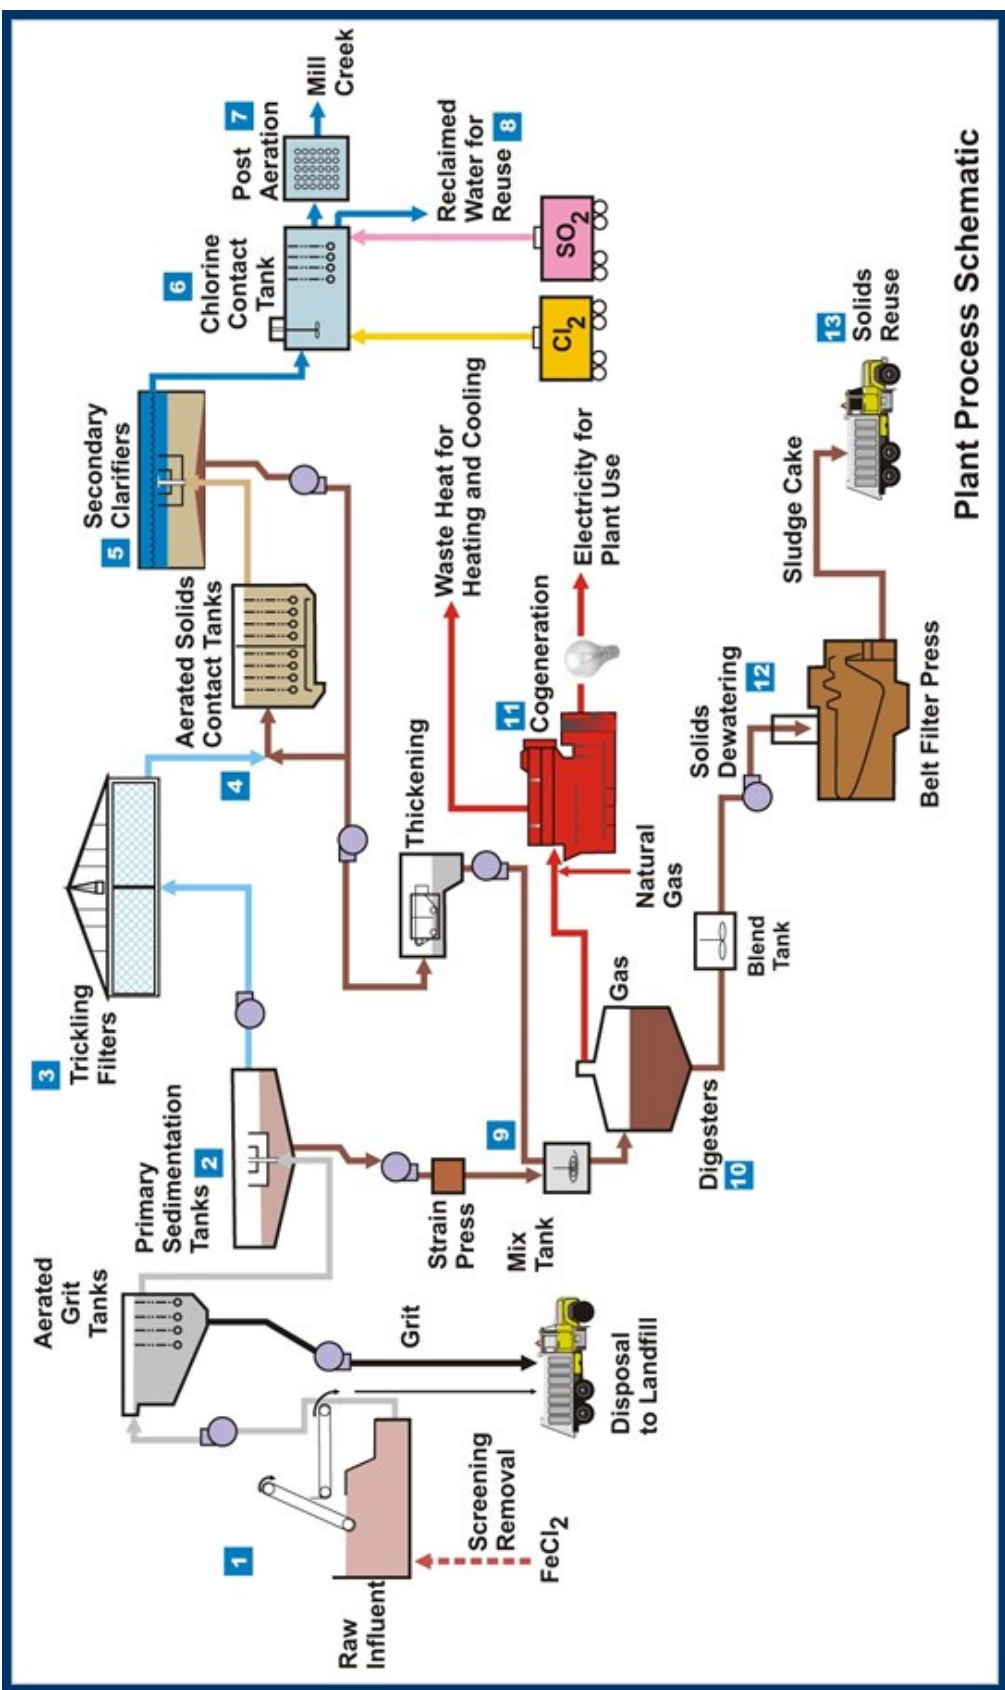 1
Raw
Influent
FeCl2
Screening
Removal
Aerated
Grit
Tanks
Grit
Disposal
to Landfill
Primary
Sedimentation
Tanks 2
Strain
Press
Mix
Tank
9
3
Trickling
Filters
4
Thickening
Digesters
10
Gas
Natural
Gas
11
Cogeneration
Waste Heat for
Heating and Cooling
Electricity for
Plant Use
Aerated Solids
Contact Tanks
5
Secondary
Clarifiers
6
Chlorine
Contact
Tank
Cl2
SO2
7
Post
Aeration
Mill
Creek
Reclaimed
Water for
Reuse 8
Blend
Tank
Solids
Dewatering
12
Belt Filter Press
Sludge Cake
13
Solids
Reuse
Plant Process Schematic